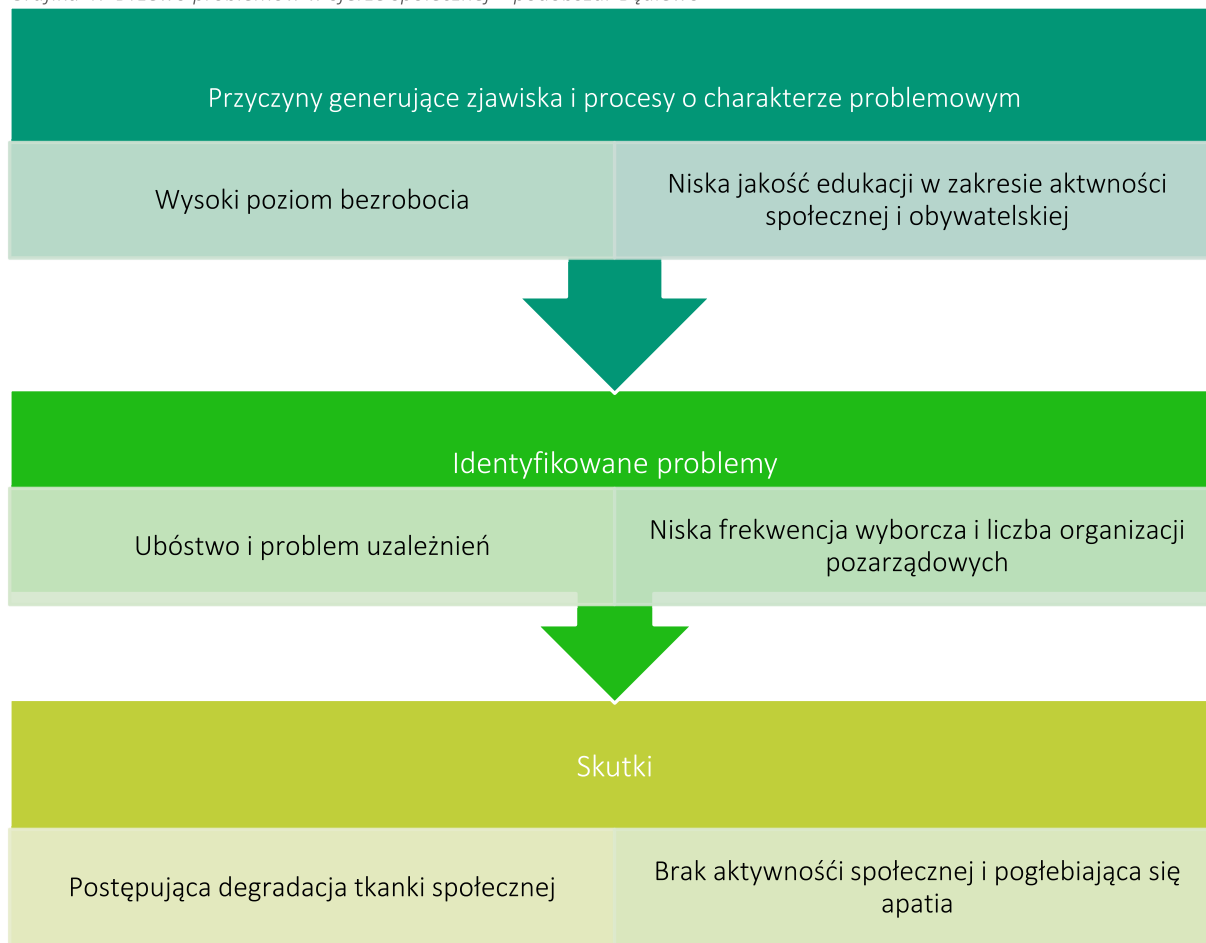 Przyczyny generujące zjawiska i procesy o charakterze problemowym
Wysoki poziom bezrobocia
Niska jakość edukacji w zakresie aktwności
społecznej i obywatelskiej
Identyfikowane problemy
Ubóstwo i problem uzależnień
Niska frekwencja wyborcza i liczba organizacji
pozarządowych
Skutki
Postępująca degradacja tkanki społecznej
Brak aktywnośći społecznej i pogłebiająca się
apatia